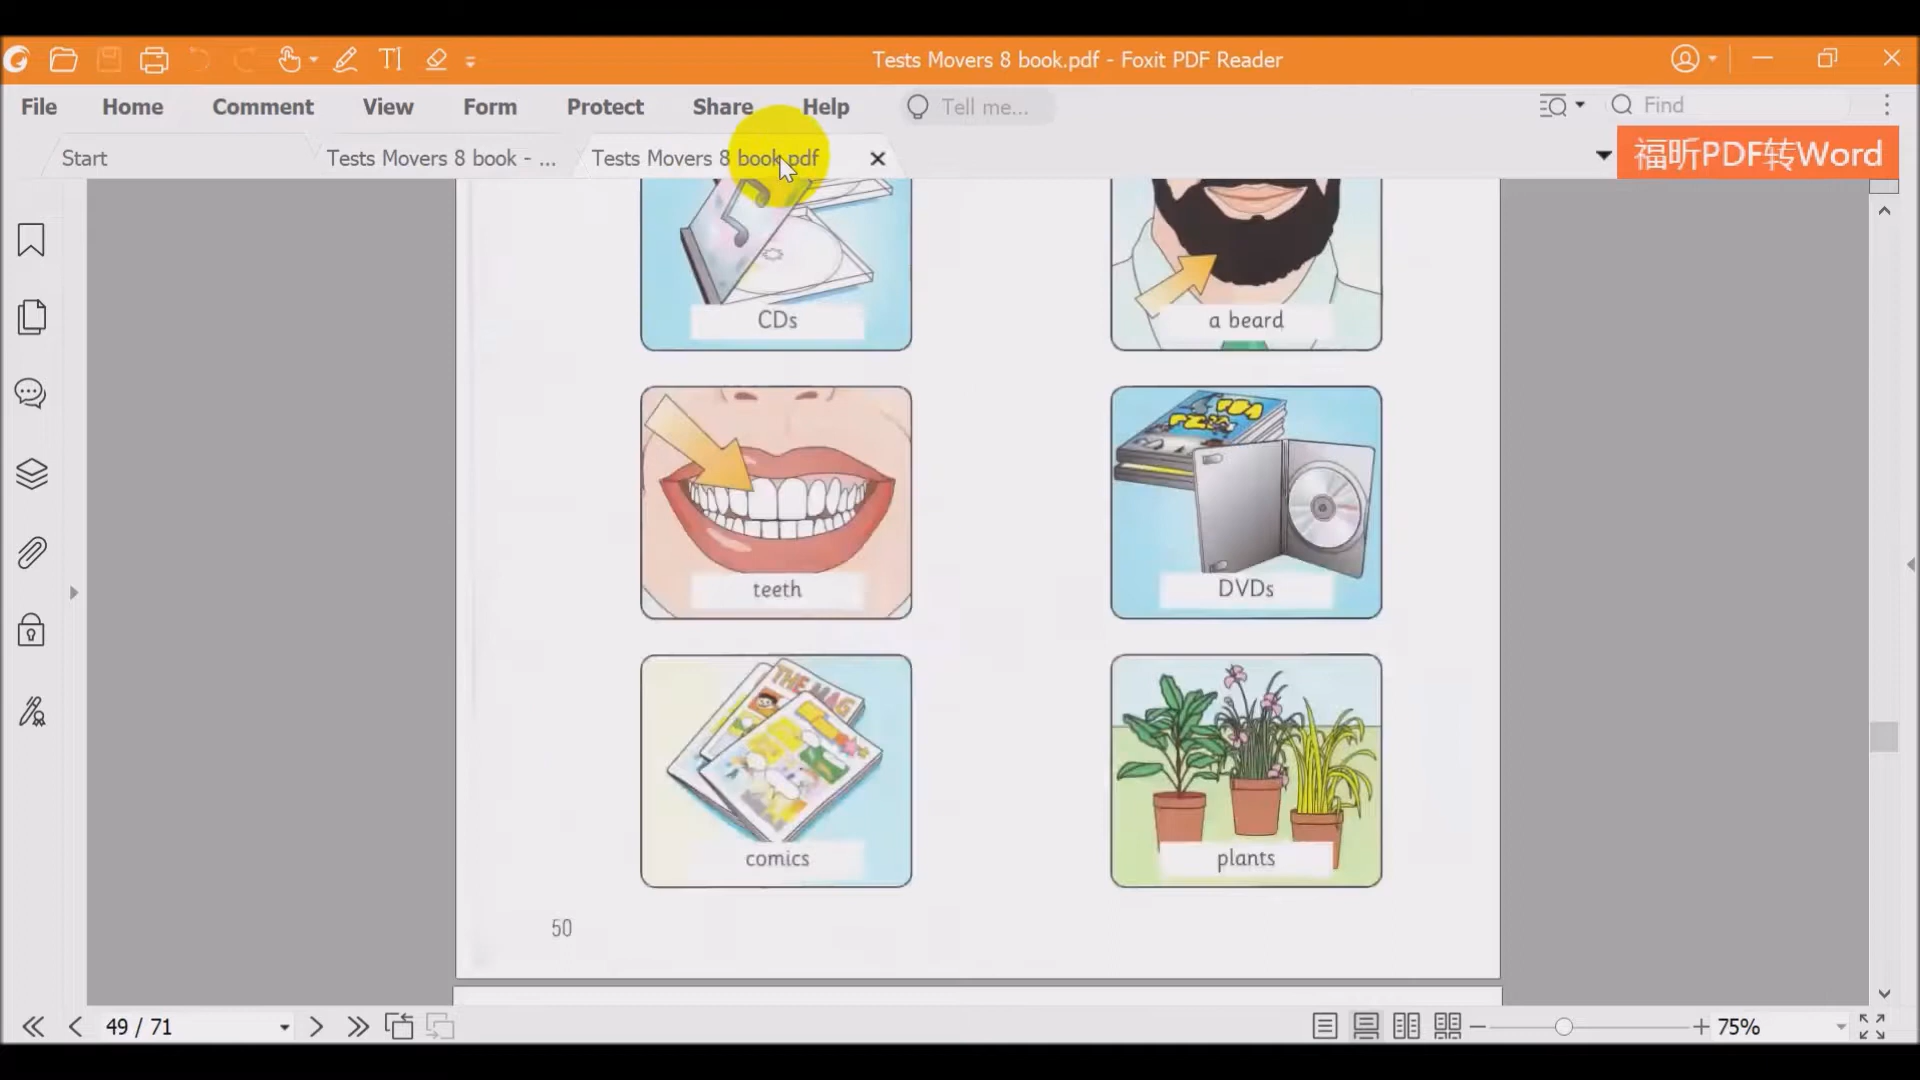 Tests Movers 8 book.pdf - Foxit PDF Reader
File Home Comment View Form Protect Share Help Tell me... Find
Start Tests Movers 8 book - ... Tests Movers 8 book.pdf 福昕PDF转Word
CDs a beard
teeth DVDs
THE MAG
comics plants
50
49 / 71 75%